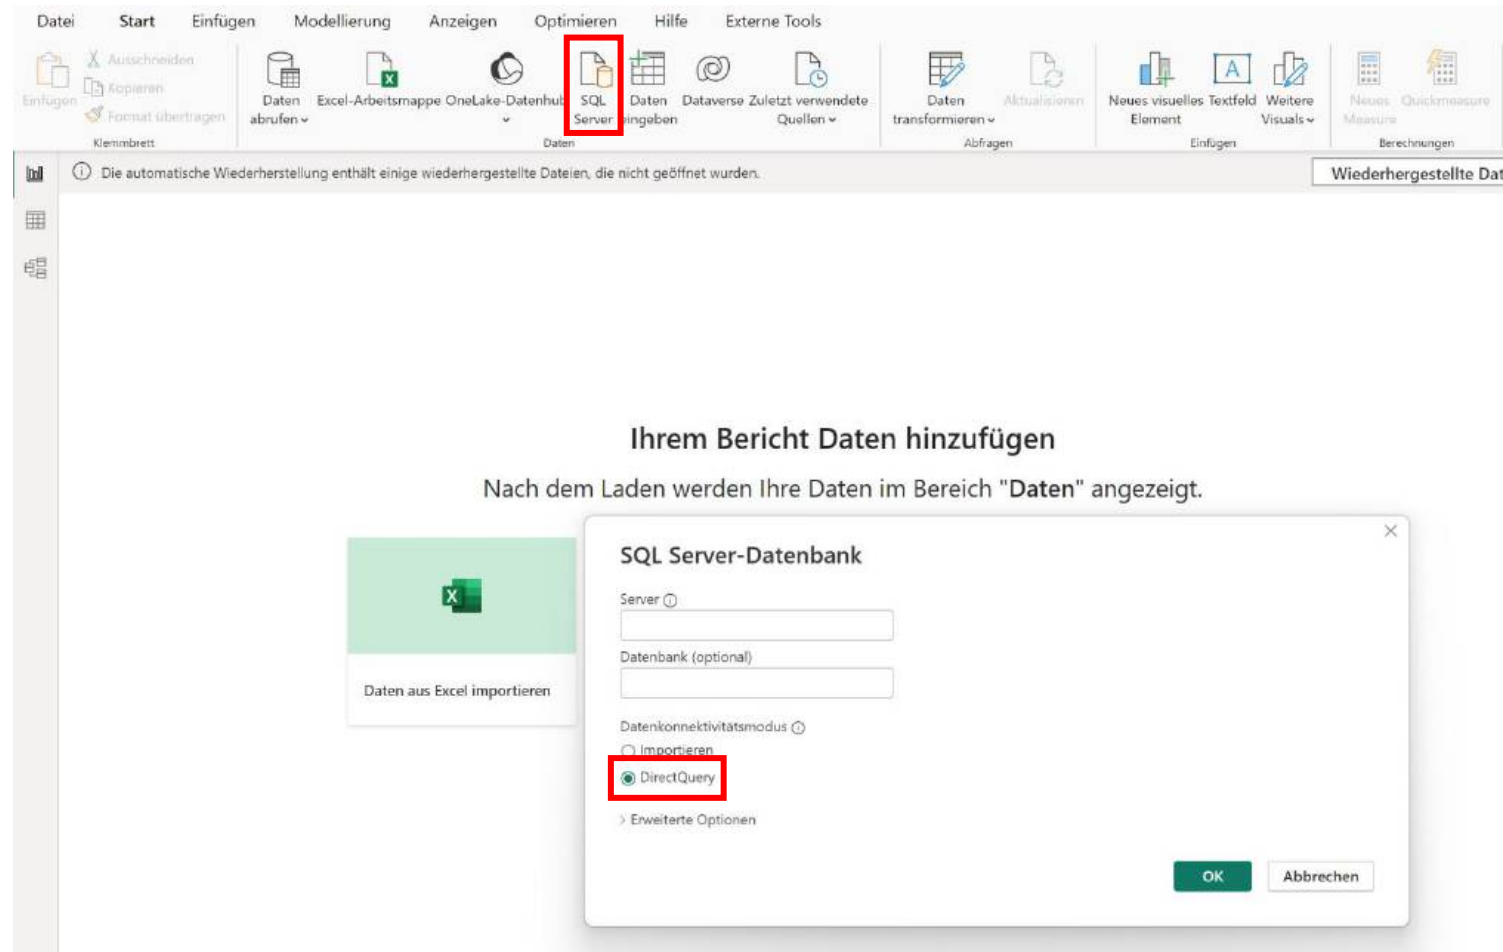 Datei Start Einfügen Modellierung Anzeigen Optimieren Hilfe Externe Tools
Einfügen
Ausschneiden
Kopieren
Format übertragen
Klemmbrett
Daten abrufen
Excel-Arbeitsmappe
OneLake-Datenhub
SQL Server
Daten eingeben
Dataverse
Zuletzt verwendete Quellen
Daten
Daten transformieren
Aktualisieren
Abfragen
Neues visuelles Element
Textfeld
Weitere Visuals
Einfügen
Neues Measure
Quickmeasure
Berechnungen
Die automatische Wiederherstellung enthält einige wiederhergestellte Dateien, die nicht geöffnet wurden.
Wiederhergestellte Dat
Ihrem Bericht Daten hinzufügen
Nach dem Laden werden Ihre Daten im Bereich "Daten" angezeigt.
Daten aus Excel importieren
SQL Server-Datenbank
Server
Datenbank (optional)
Datenkonnektivitätsmodus
Importieren
DirectQuery
Erweiterte Optionen
OK Abbrechen